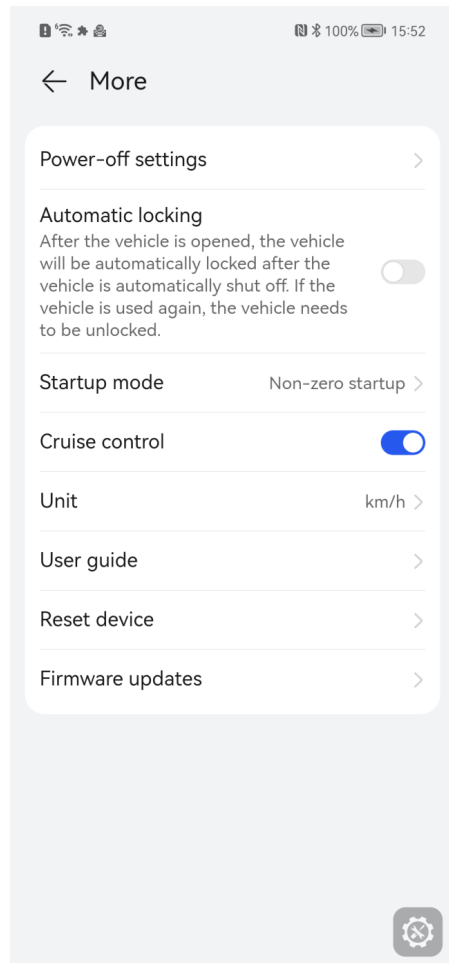 100% 15:52
More
Power-off settings
Automatic locking
After the vehicle is opened, the vehicle
will be automatically locked after the
vehicle is automatically shut off. If the
vehicle is used again, the vehicle needs
to be unlocked.
Startup mode Non-zero startup
Cruise control
Unit km/h
User guide
Reset device
Firmware updates